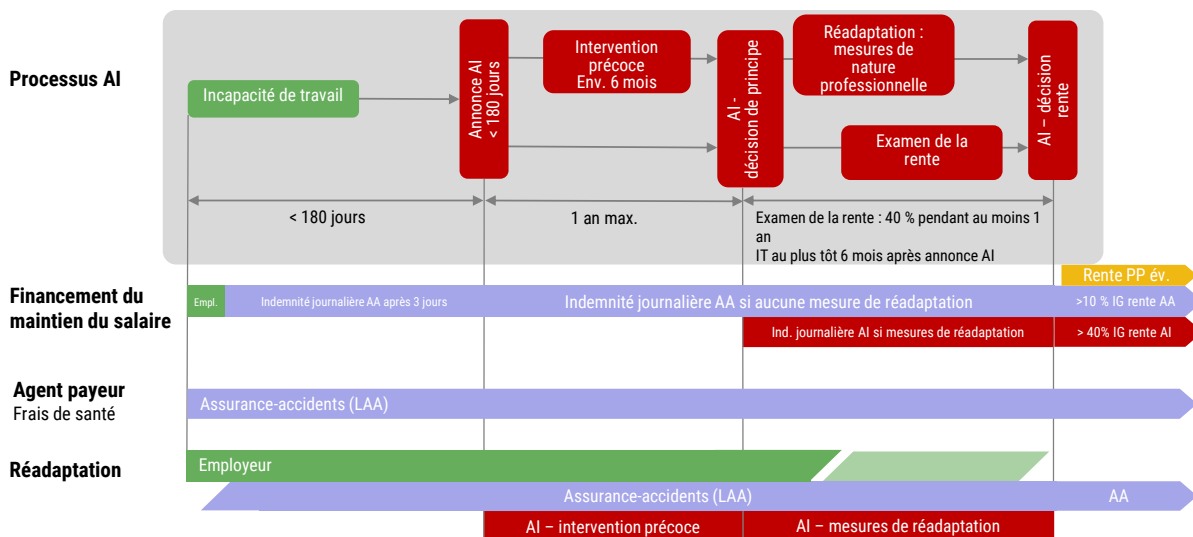 Processus AI
Incapacité de travail
Annonce AI
< 180 jours
Intervention
précoce
Env. 6 mois
AI -
décision de principe
Réadaptation :
mesures de
nature
professionnelle
Examen de la
rente
AI – décision
rente
< 180 jours
1 an max.
Examen de la rente : 40 % pendant au moins 1
an
IT au plus tôt 6 mois après annonce AI
Rente PP év.
Financement du
maintien du salaire
Empl.
Indemnité journalière AA après 3 jours
Indemnité journalière AA si aucune mesure de réadaptation
>10 % IG rente AA
Ind. journalière AI si mesures de réadaptation
> 40% IG rente AI
Agent payeur
Frais de santé
Assurance-accidents (LAA)
Réadaptation
Employeur
Assurance-accidents (LAA)
AA
AI – intervention précoce
AI – mesures de réadaptation